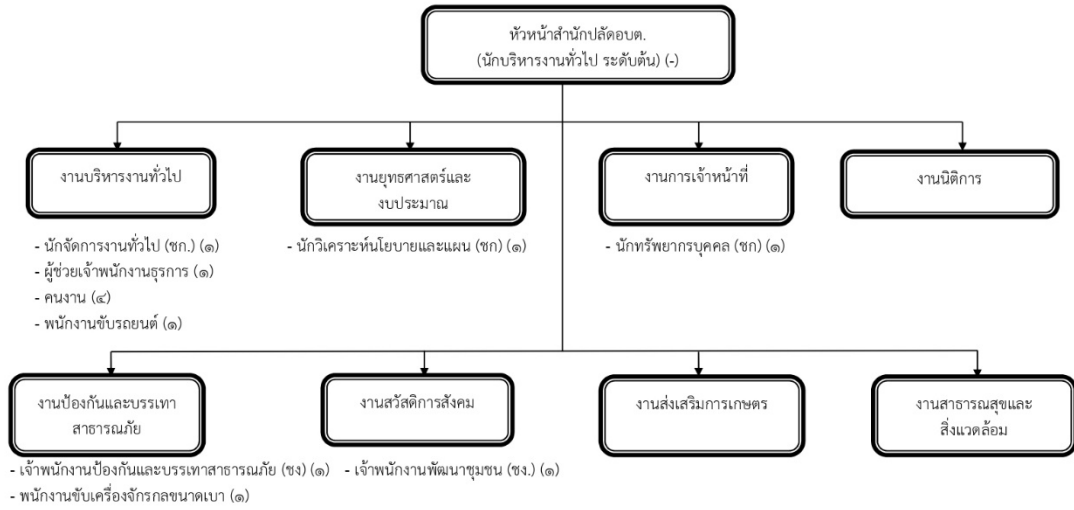 หัวหน้าสำนักปลัดอบต.
(นักบริหารงานทั่วไป ระดับต้น) (-)
งานบริหารงานทั่วไป
- นักจัดการงานทั่วไป (ชก.) (๑)
- ผู้ช่วยเจ้าพนักงานธุรการ (๑)
- คนงาน (๔)
- พนักงานขับรถยนต์ (๑)
งานยุทธศาสตร์และ
งบประมาณ
- นักวิเคราะห์นโยบายและแผน (ชก) (๑)
งานการเจ้าหน้าที่
- นักทรัพยากรบุคคล (ชก) (๑)
งานนิติการ
งานป้องกันและบรรเทา
สาธารณภัย
- เจ้าพนักงานป้องกันและบรรเทาสาธารณภัย (ชง) (๑)
- พนักงานขับเครื่องจักรกลขนาดเบา (๑)
งานสวัสดิการสังคม
- เจ้าพนักงานพัฒนาชุมชน (ชง.) (๑)
งานส่งเสริมการเกษตร
งานสาธารณสุขและ
สิ่งแวดล้อม